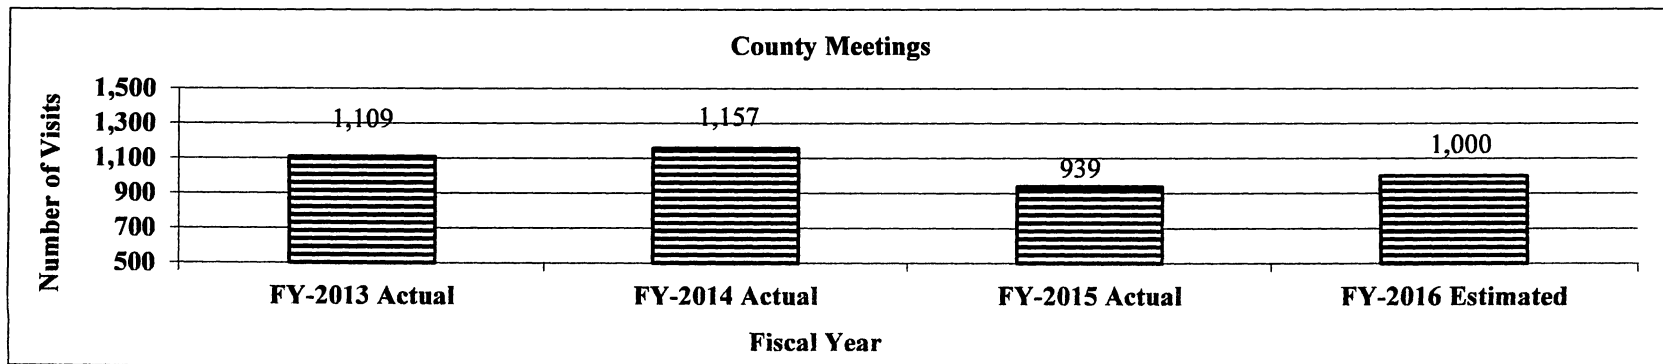 County Meetings
Number of Visits
1,500
1,300
1,100
900
700
500
1,109
1,157
939
1,000
FY-2013 Actual
FY-2014 Actual
FY-2015 Actual
FY-2016 Estimated
Fiscal Year